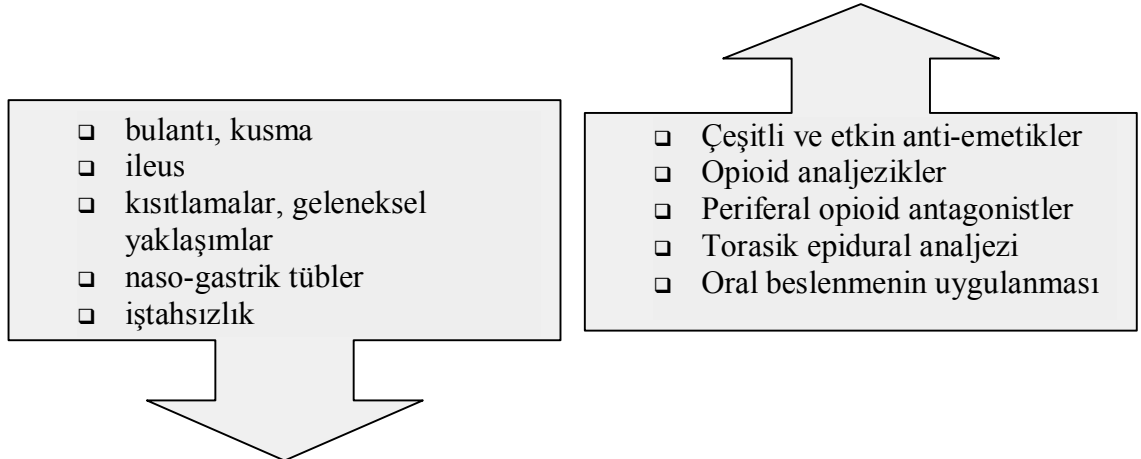 ❑ bulantı, kusma
❑ ileus
❑ kısıtlamalar, geleneksel
yaklaşımlar
❑ naso-gastrik tübler
❑ iştahsızlık
❑ Çeşitli ve etkin anti-emetikler
❑ Opioid analjezikler
❑ Periferal opioid antagonistler
❑ Torasik epidural analjezi
❑ Oral beslenmenin uygulanması